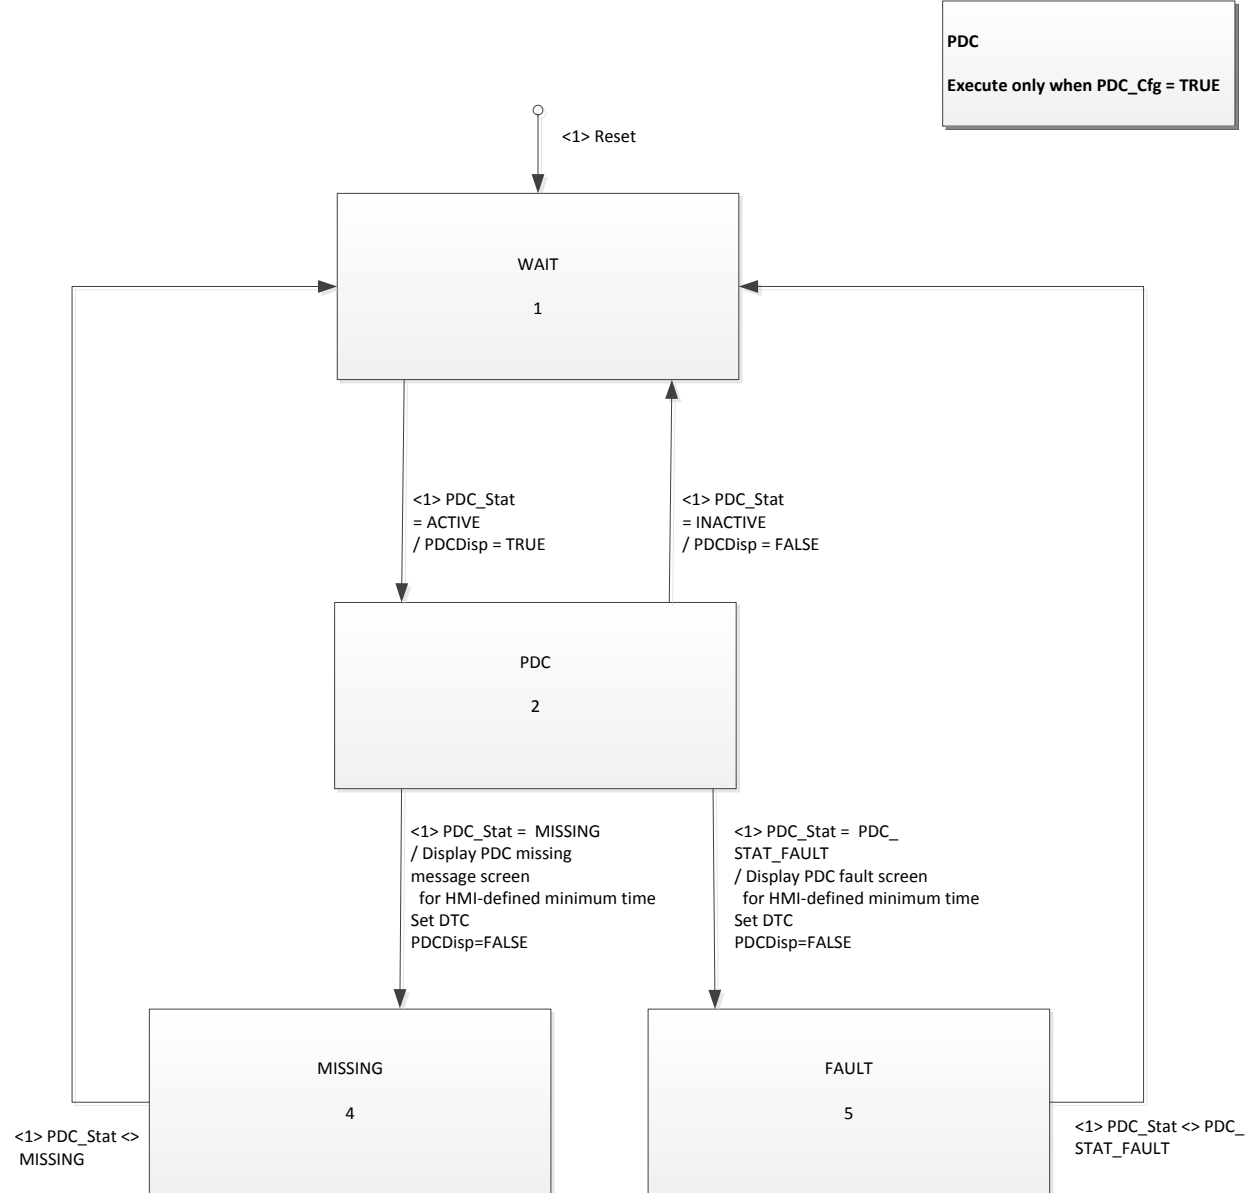 PDC
Execute only when PDC_Cfg = TRUE
<1> Reset
WAIT
1
<1> PDC_Stat
= ACTIVE
/ PDCDisp = TRUE
<1> PDC_Stat
= INACTIVE
/ PDCDisp = FALSE
PDC
2
<1> PDC_Stat =  MISSING
/ Display PDC missing
message screen
for HMI-defined minimum time
Set DTC
PDCDisp=FALSE
<1> PDC_Stat =  PDC_
STAT_FAULT
/ Display PDC fault screen
for HMI-defined minimum time
Set DTC
PDCDisp=FALSE
MISSING
4
FAULT
5
<1> PDC_Stat <>
MISSING
<1> PDC_Stat <> PDC_
STAT_FAULT